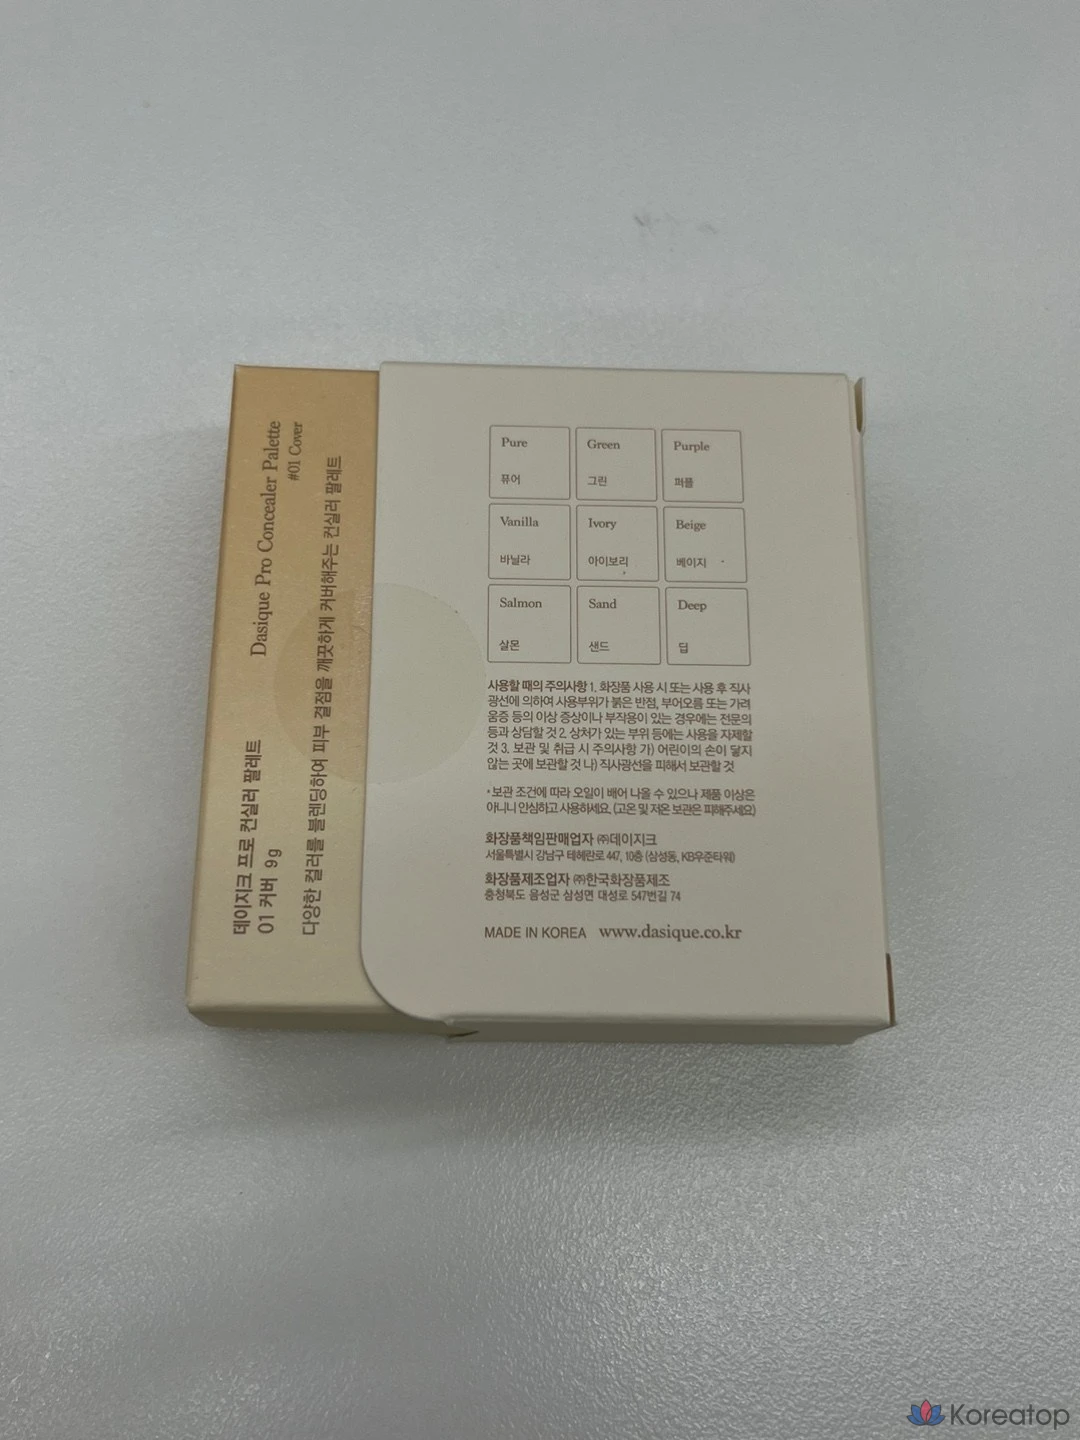 Dasique Pro Concealer Palette
#01 Cover
데이지크 프로 컨실러 팔레트
01 커버 9g
다양한 컬러를 블렌딩하여 피부 결점을 깨끗하게 커버해주는 컨실러 팔레트
Pure Green Purple
퓨어 그린 퍼플
Vanilla Ivory Beige
바닐라 아이보리 베이지
Salmon Sand Deep
살몬 샌드 딥
사용할 때의 주의사항 1. 화장품 사용 시 또는 사용 후 직사
광선에 의하여 사용부위가 붉은 반점, 부어오름 또는 가려
움증 등의 이상 증상이나 부작용이 있는 경우에는 전문의
등과 상담할 것 2. 상처가 있는 부위 등에는 사용을 자제할
것 3. 보관 및 취급 시 주의사항 가) 어린이의 손이 닿지
않는 곳에 보관할 것 나) 직사광선을 피해서 보관할 것
*보관 조건에 따라 오일이 배어 나올 수 있으나 제품 이상은
아니니 안심하고 사용하세요. (고온 및 저온 보관은 피해주세요)
화장품책임판매업자 ㈜데이지크
서울특별시 강남구 테헤란로 447, 10층 (삼성동, KB우준타워)
화장품제조업자 ㈜한국화장품제조
충청북도 음성군 삼성면 대성로 547번길 74
MADE IN KOREA www.dasique.co.kr
Koreatop